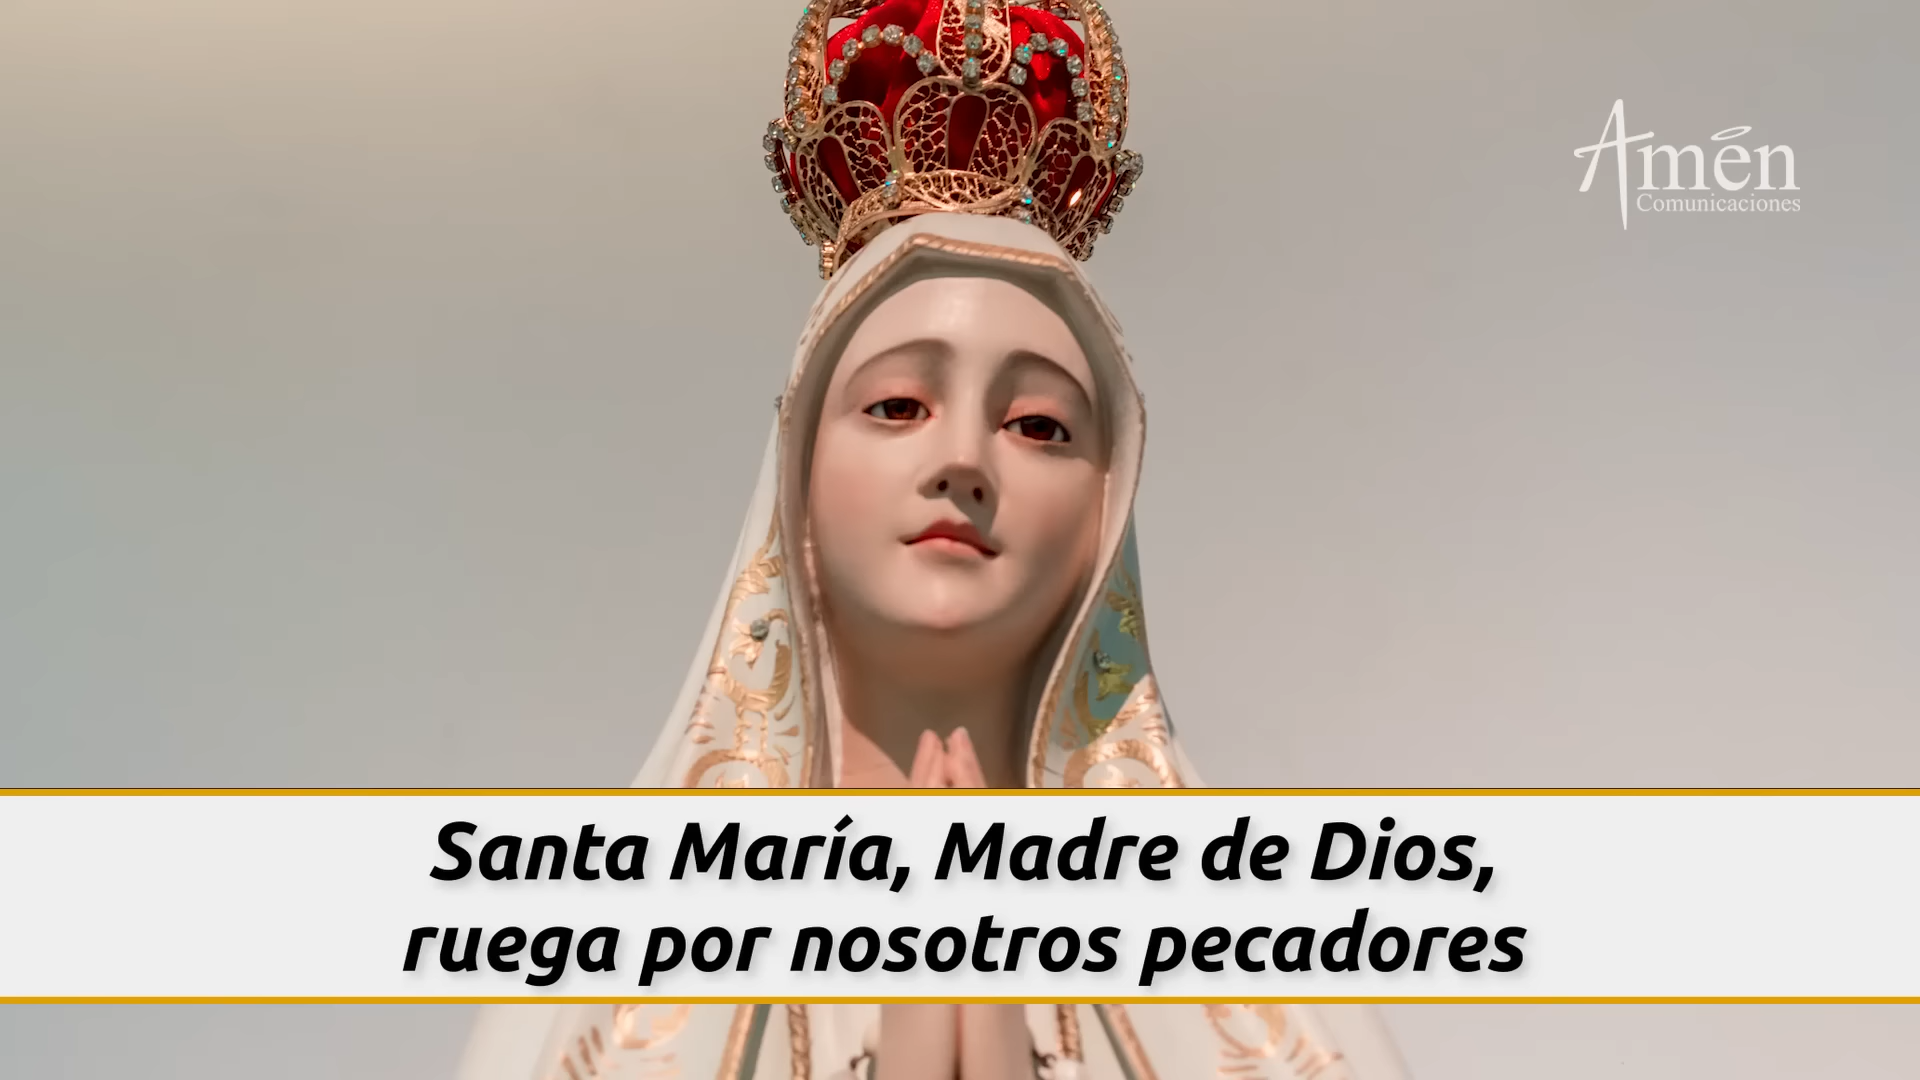 Amén
Comunicaciones
Santa María, Madre de Dios,
ruega por nosotros pecadores